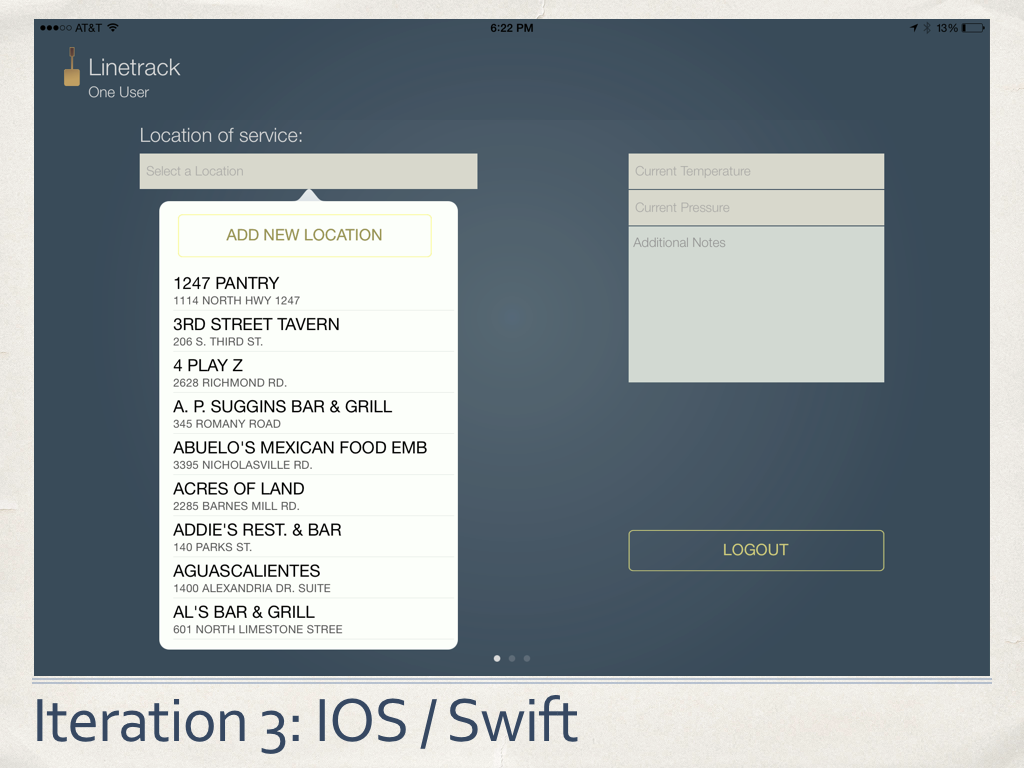 AT&T
6:22 PM
13%
Linetrack
One User
Location of service:
Select a Location
ADD NEW LOCATION
1247 PANTRY
1114 NORTH HWY 1247
3RD STREET TAVERN
206 S. THIRD ST.
4 PLAY Z
2628 RICHMOND RD.
A. P. SUGGINS BAR & GRILL
345 ROMANY ROAD
ABUELO'S MEXICAN FOOD EMB
3395 NICHOLASVILLE RD.
ACRES OF LAND
2285 BARNES MILL RD.
ADDIE'S REST. & BAR
140 PARKS ST.
AGUASCALIENTES
1400 ALEXANDRIA DR. SUITE
AL'S BAR & GRILL
601 NORTH LIMESTONE STREE
Current Temperature
Current Pressure
Additional Notes
LOGOUT
Iteration 3: IOS / Swift